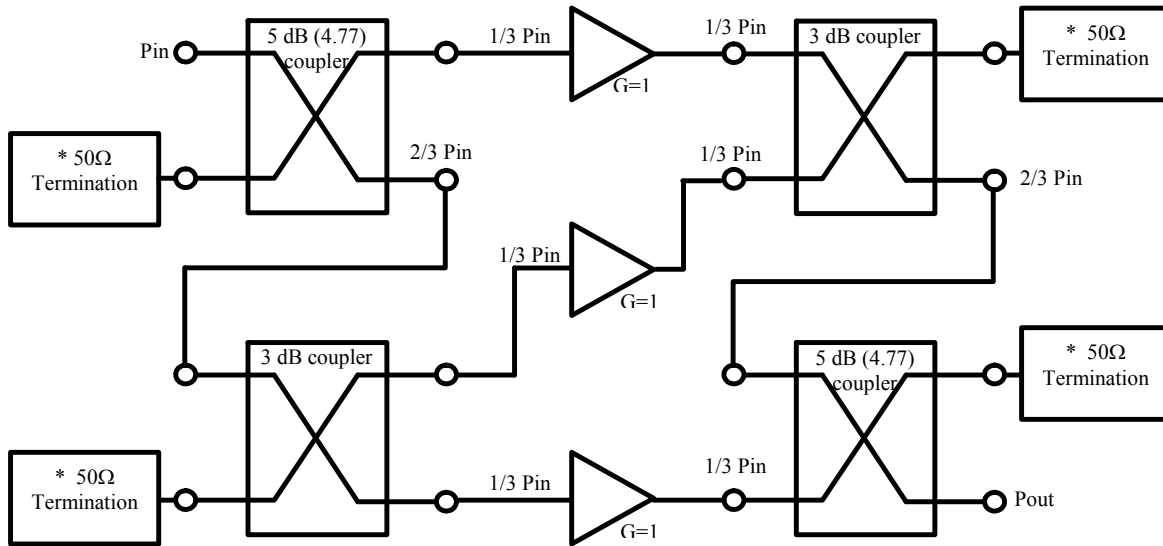 Pin
5 dB (4.77)
coupler
1/3 Pin
G=1
1/3 Pin
3 dB coupler
* 50Ω
Termination
* 50Ω
Termination
2/3 Pin
1/3 Pin
2/3 Pin
1/3 Pin
G=1
3 dB coupler
5 dB (4.77)
coupler
* 50Ω
Termination
* 50Ω
Termination
1/3 Pin
G=1
1/3 Pin
Pout